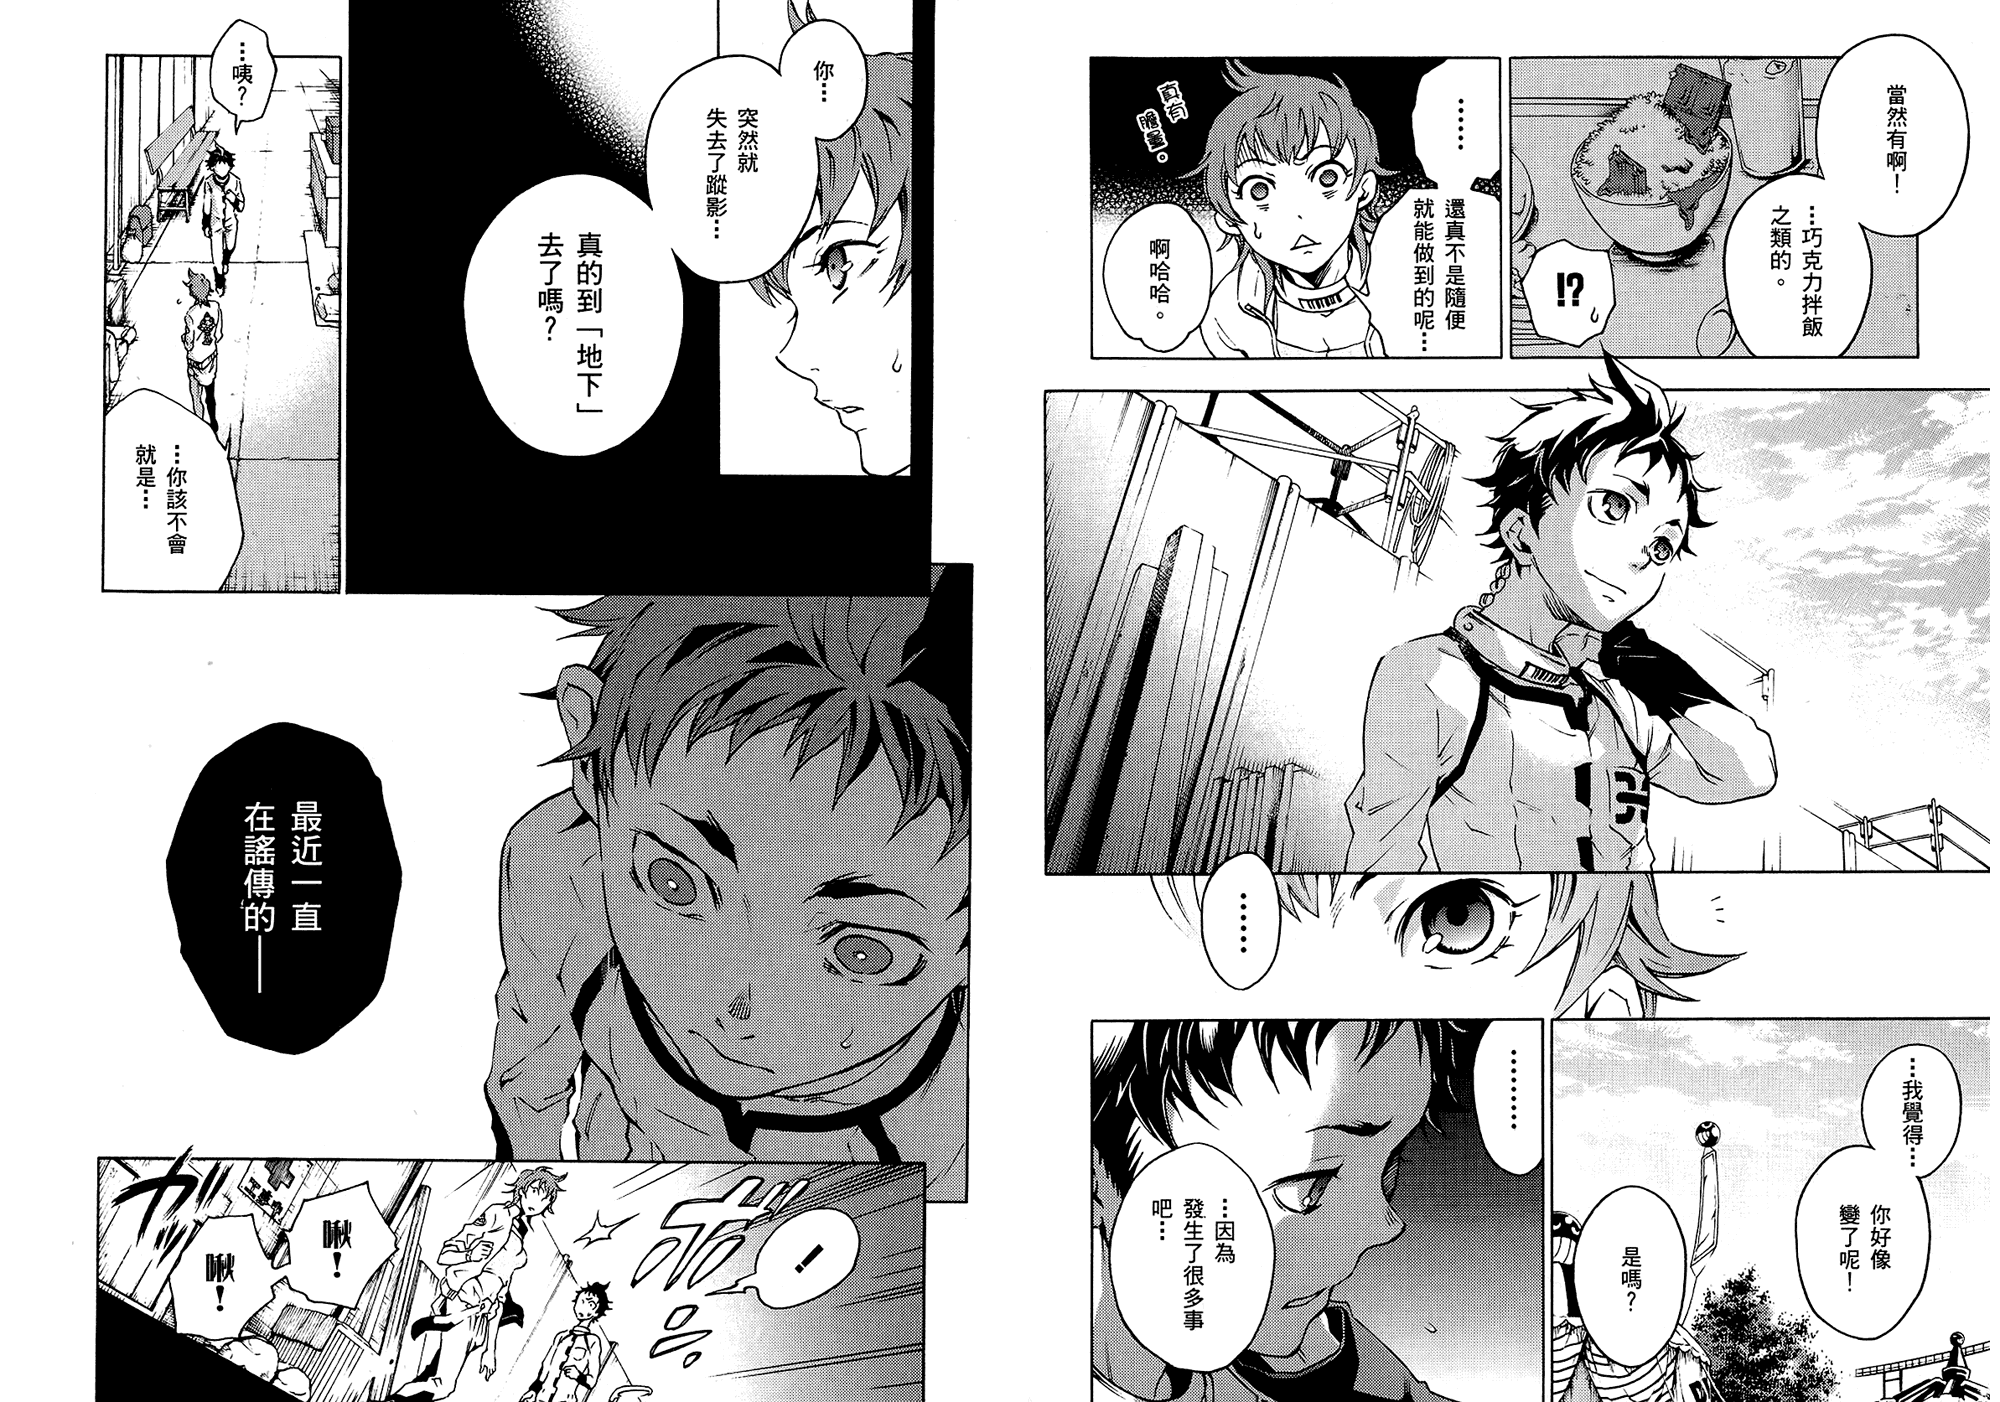 當然有啊！
…巧克力拌飯
之類的。
!?
……
還真不是隨便
就能做到的呢…
真有
膽量。
啊哈哈。
……
…我覺得…
你好像
變了呢！
是嗎？
………
…因為
發生了很多事
吧…
你…
突然就
失去了蹤影…
真的到「地下」
去了嗎？
…咦？
…你該不會
就是…
最近一直
在謠傳的——
！
ガボッ
啾！
啾！